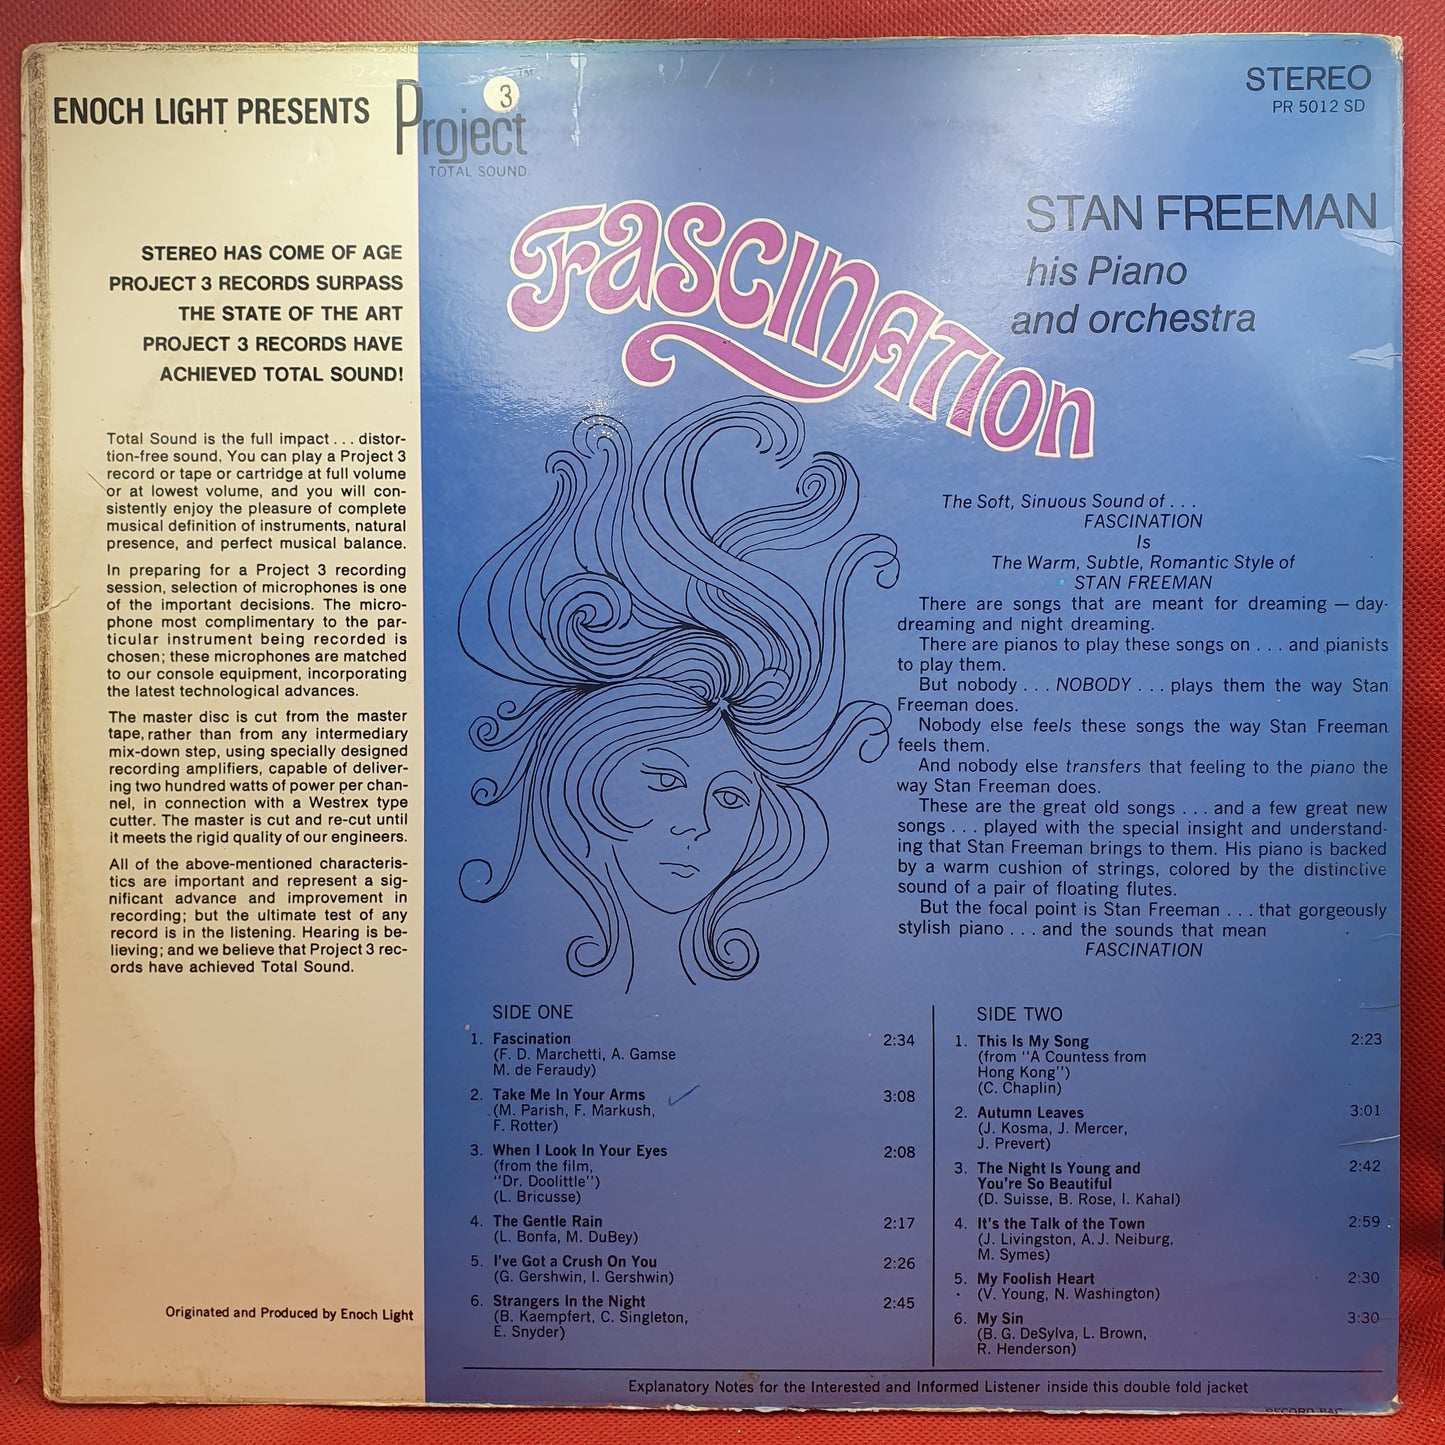 ENOCH LIGHT PRESENTS
Project 3 ™
TOTAL SOUND
STEREO HAS COME OF AGE
PROJECT 3 RECORDS SURPASS
THE STATE OF THE ART
PROJECT 3 RECORDS HAVE
ACHIEVED TOTAL SOUND!
Total Sound is the full impact . . . distor-
tion-free sound. You can play a Project 3
record or tape or cartridge at full volume
or at lowest volume, and you will con-
sistently enjoy the pleasure of complete
musical definition of instruments, natural
presence, and perfect musical balance.
In preparing for a Project 3 recording
session, selection of microphones is one
of the important decisions. The micro-
phone most complimentary to the par-
ticular instrument being recorded is
chosen; these microphones are matched
to our console equipment, incorporating
the latest technological advances.
The master disc is cut from the master
tape, rather than from any intermediary
mix-down step, using specially designed
recording amplifiers, capable of deliver-
ing two hundred watts of power per chan-
nel, in connection with a Westrex type
cutter. The master is cut and re-cut until
it meets the rigid quality of our engineers.
All of the above-mentioned characteris-
tics are important and represent a sig-
nificant advance and improvement in
recording; but the ultimate test of any
record is in the listening. Hearing is be-
lieving; and we believe that Project 3 rec-
ords have achieved Total Sound.
Originated and Produced by Enoch Light
STEREO
PR 5012 SD
Fascination
STAN FREEMAN
his Piano
and orchestra
The Soft, Sinuous Sound of . . .
FASCINATION
Is
The Warm, Subtle, Romantic Style of
STAN FREEMAN
There are songs that are meant for dreaming — day-
dreaming and night dreaming.
There are pianos to play these songs on . . . and pianists
to play them.
But nobody . . . NOBODY . . . plays them the way Stan
Freeman does.
Nobody else feels these songs the way Stan Freeman
feels them.
And nobody else transfers that feeling to the piano the
way Stan Freeman does.
These are the great old songs . . . and a few great new
songs . . . played with the special insight and understand-
ing that Stan Freeman brings to them. His piano is backed
by a warm cushion of strings, colored by the distinctive
sound of a pair of floating flutes.
But the focal point is Stan Freeman . . . that gorgeously
stylish piano . . . and the sounds that mean
FASCINATION
SIDE ONE
1. Fascination 2:34
(F. D. Marchetti, A. Gamse
M. de Feraudy)
2. Take Me In Your Arms 3:08
(M. Parish, F. Markush,
F. Rotter)
3. When I Look In Your Eyes 2:08
(from the film,
"Dr. Doolittle")
(L. Bricusse)
4. The Gentle Rain 2:17
(L. Bonfa, M. DuBey)
5. I've Got a Crush On You 2:26
(G. Gershwin, I. Gershwin)
6. Strangers In the Night 2:45
(B. Kaempfert, C. Singleton,
E. Snyder)
SIDE TWO
1. This Is My Song 2:23
(from "A Countess from
Hong Kong")
(C. Chaplin)
2. Autumn Leaves 3:01
(J. Kosma, J. Mercer,
J. Prevert)
3. The Night Is Young and 2:42
You're So Beautiful
(D. Suisse, B. Rose, I. Kahal)
4. It's the Talk of the Town 2:59
(J. Livingston, A. J. Neiburg,
M. Symes)
5. My Foolish Heart 2:30
(V. Young, N. Washington)
6. My Sin 3:30
(B. G. DeSylva, L. Brown,
R. Henderson)
Explanatory Notes for the Interested and Informed Listener inside this double fold jacket